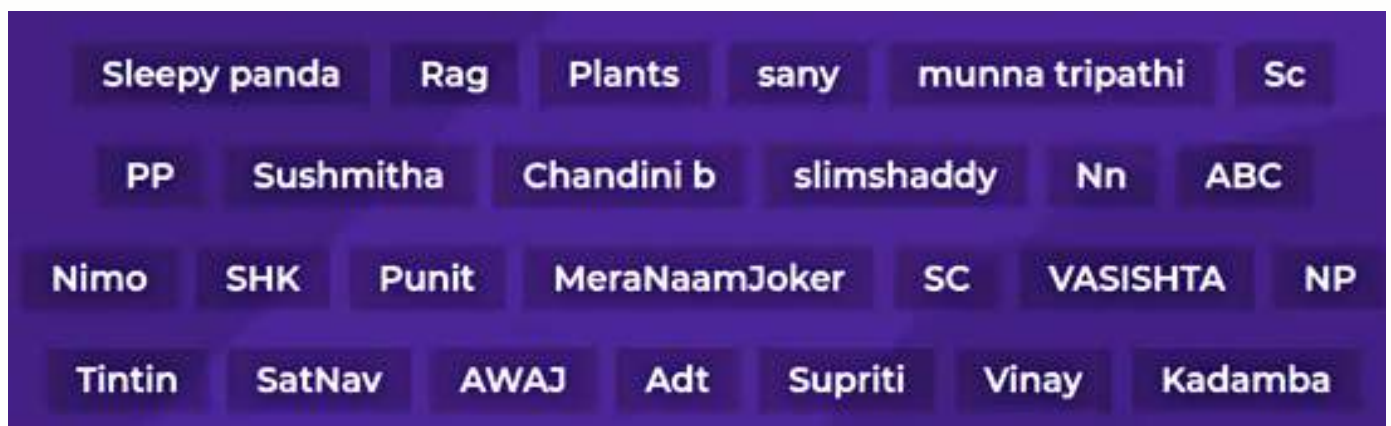 Sleepy panda Rag Plants sany munna tripathi Sc
PP Sushmitha Chandini b slimshaddy Nn ABC
Nimo SHK Punit MeraNaamJoker SC VASISHTA NP
Tintin SatNav AWAJ Adt Supriti Vinay Kadamba